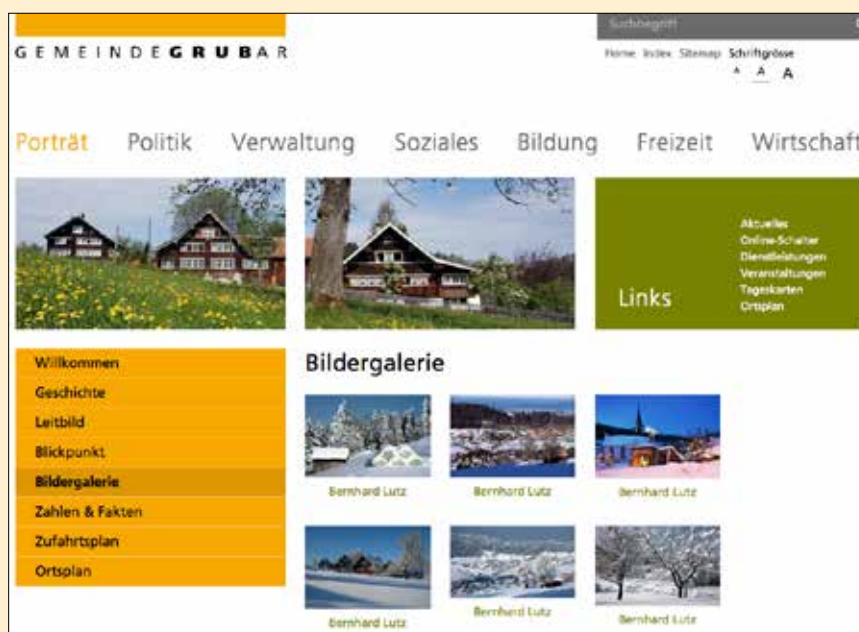 Suchbegriff
GEMEINDEGRUBAR
Home Index Sitemap Schriftgrösse
A A A
Porträt Politik Verwaltung Soziales Bildung Freizeit Wirtschaft
Aktuelles
Online-Schalter
Dienstleistungen
Veranstaltungen
Tageskarten
Ortsplan
Links
Willkommen
Geschichte
Leitbild
Blickpunkt
Bildergalerie
Zahlen & Fakten
Zufahrtsplan
Ortsplan
Bildergalerie
Bernhard Lutz
Bernhard Lutz
Bernhard Lutz
Bernhard Lutz
Bernhard Lutz
Bernhard Lutz